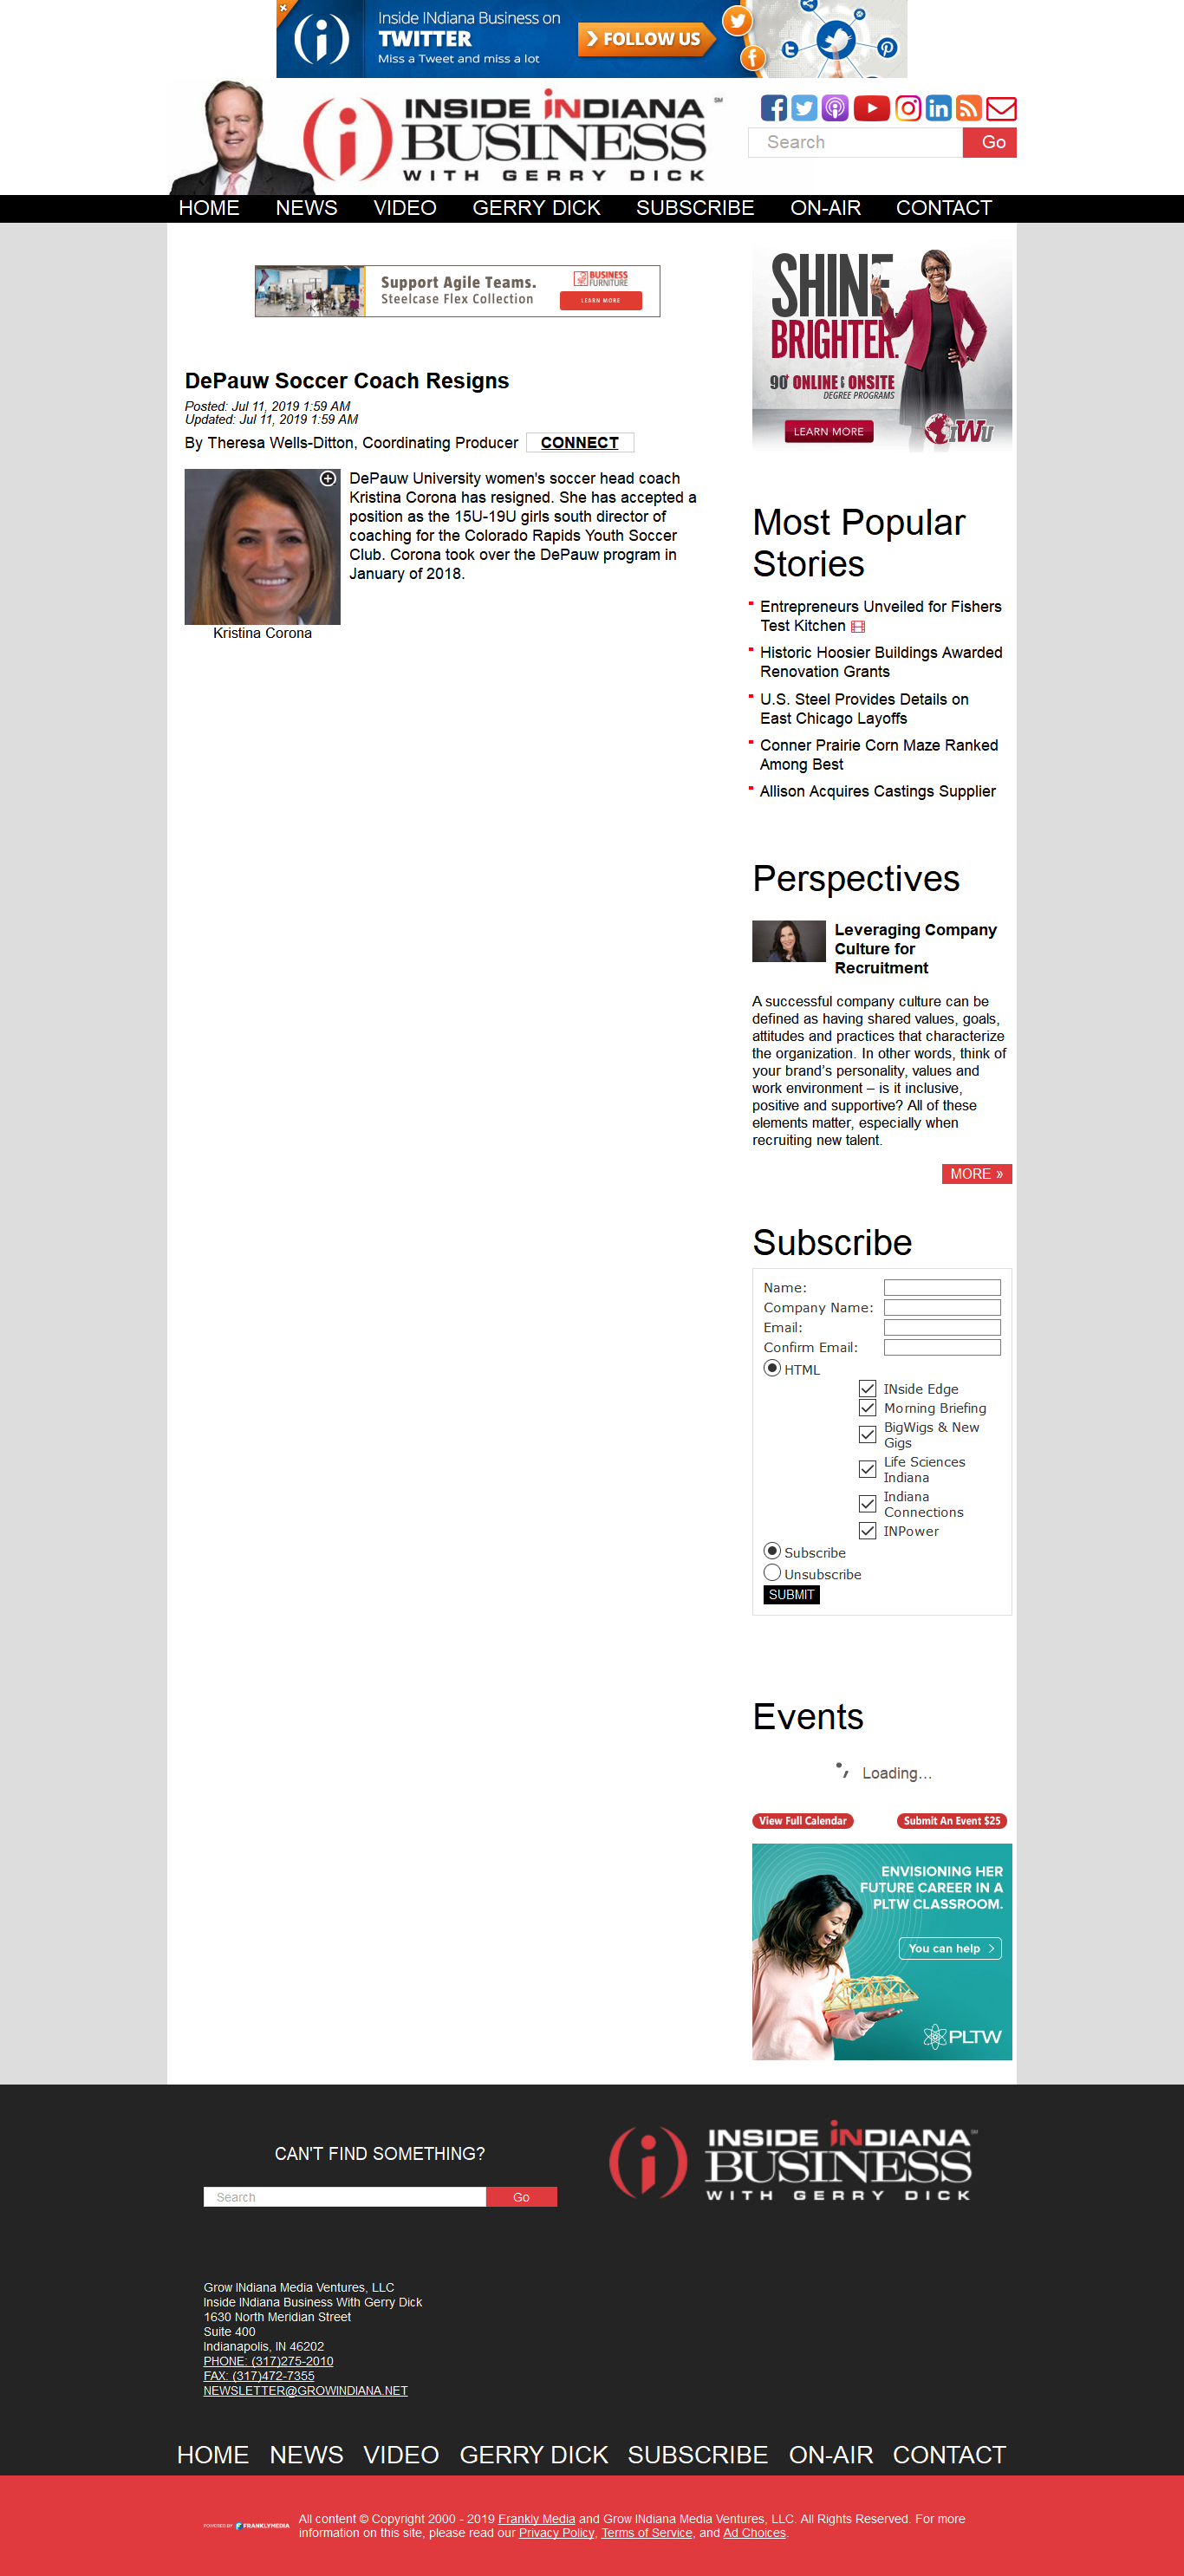 Inside INdiana Business on
TWITTER
Miss a Tweet and miss a lot
FOLLOW US
INSIDE INDIANA
BUSINESS
WITH GERRY DICK
SM
Search
Go
HOME NEWS VIDEO GERRY DICK SUBSCRIBE ON-AIR CONTACT
Support Agile Teams.
Steelcase Flex Collection
BUSINESS
FURNITURE
LEARN MORE
SHINE
BRIGHTER.
90+ ONLINE & ONSITE
DEGREE PROGRAMS
LEARN MORE
IWU
DePauw Soccer Coach Resigns
Posted: Jul 11, 2019 1:59 AM
Updated: Jul 11, 2019 1:59 AM
By Theresa Wells-Ditton, Coordinating Producer CONNECT
DePauw University women's soccer head coach
Kristina Corona has resigned. She has accepted a
position as the 15U-19U girls south director of
coaching for the Colorado Rapids Youth Soccer
Club. Corona took over the DePauw program in
January of 2018.
Kristina Corona
Most Popular
Stories
Entrepreneurs Unveiled for Fishers
Test Kitchen
Historic Hoosier Buildings Awarded
Renovation Grants
U.S. Steel Provides Details on
East Chicago Layoffs
Conner Prairie Corn Maze Ranked
Among Best
Allison Acquires Castings Supplier
Perspectives
Leveraging Company
Culture for
Recruitment
A successful company culture can be
defined as having shared values, goals,
attitudes and practices that characterize
the organization. In other words, think of
your brand’s personality, values and
work environment – is it inclusive,
positive and supportive? All of these
elements matter, especially when
recruiting new talent.
MORE »
Subscribe
Name:
Company Name:
Email:
Confirm Email:
HTML
INside Edge
Morning Briefing
BigWigs & New
Gigs
Life Sciences
Indiana
Indiana
Connections
INPower
Subscribe
Unsubscribe
SUBMIT
Events
Loading...
View Full Calendar
Submit An Event $25
ENVISIONING HER
FUTURE CAREER IN A
PLTW CLASSROOM.
You can help >
PLTW
CAN'T FIND SOMETHING?
Search
Go
INSIDE INDIANA
BUSINESS
WITH GERRY DICK
Grow INdiana Media Ventures, LLC
Inside INdiana Business With Gerry Dick
1630 North Meridian Street
Suite 400
Indianapolis, IN 46202
PHONE: (317)275-2010
FAX: (317)472-7355
NEWSLETTER@GROWINDIANA.NET
HOME NEWS VIDEO GERRY DICK SUBSCRIBE ON-AIR CONTACT
POWERED BY FRANKLYMEDIA
All content © Copyright 2000 - 2019 Frankly Media and Grow INdiana Media Ventures, LLC. All Rights Reserved. For more
information on this site, please read our Privacy Policy, Terms of Service, and Ad Choices.